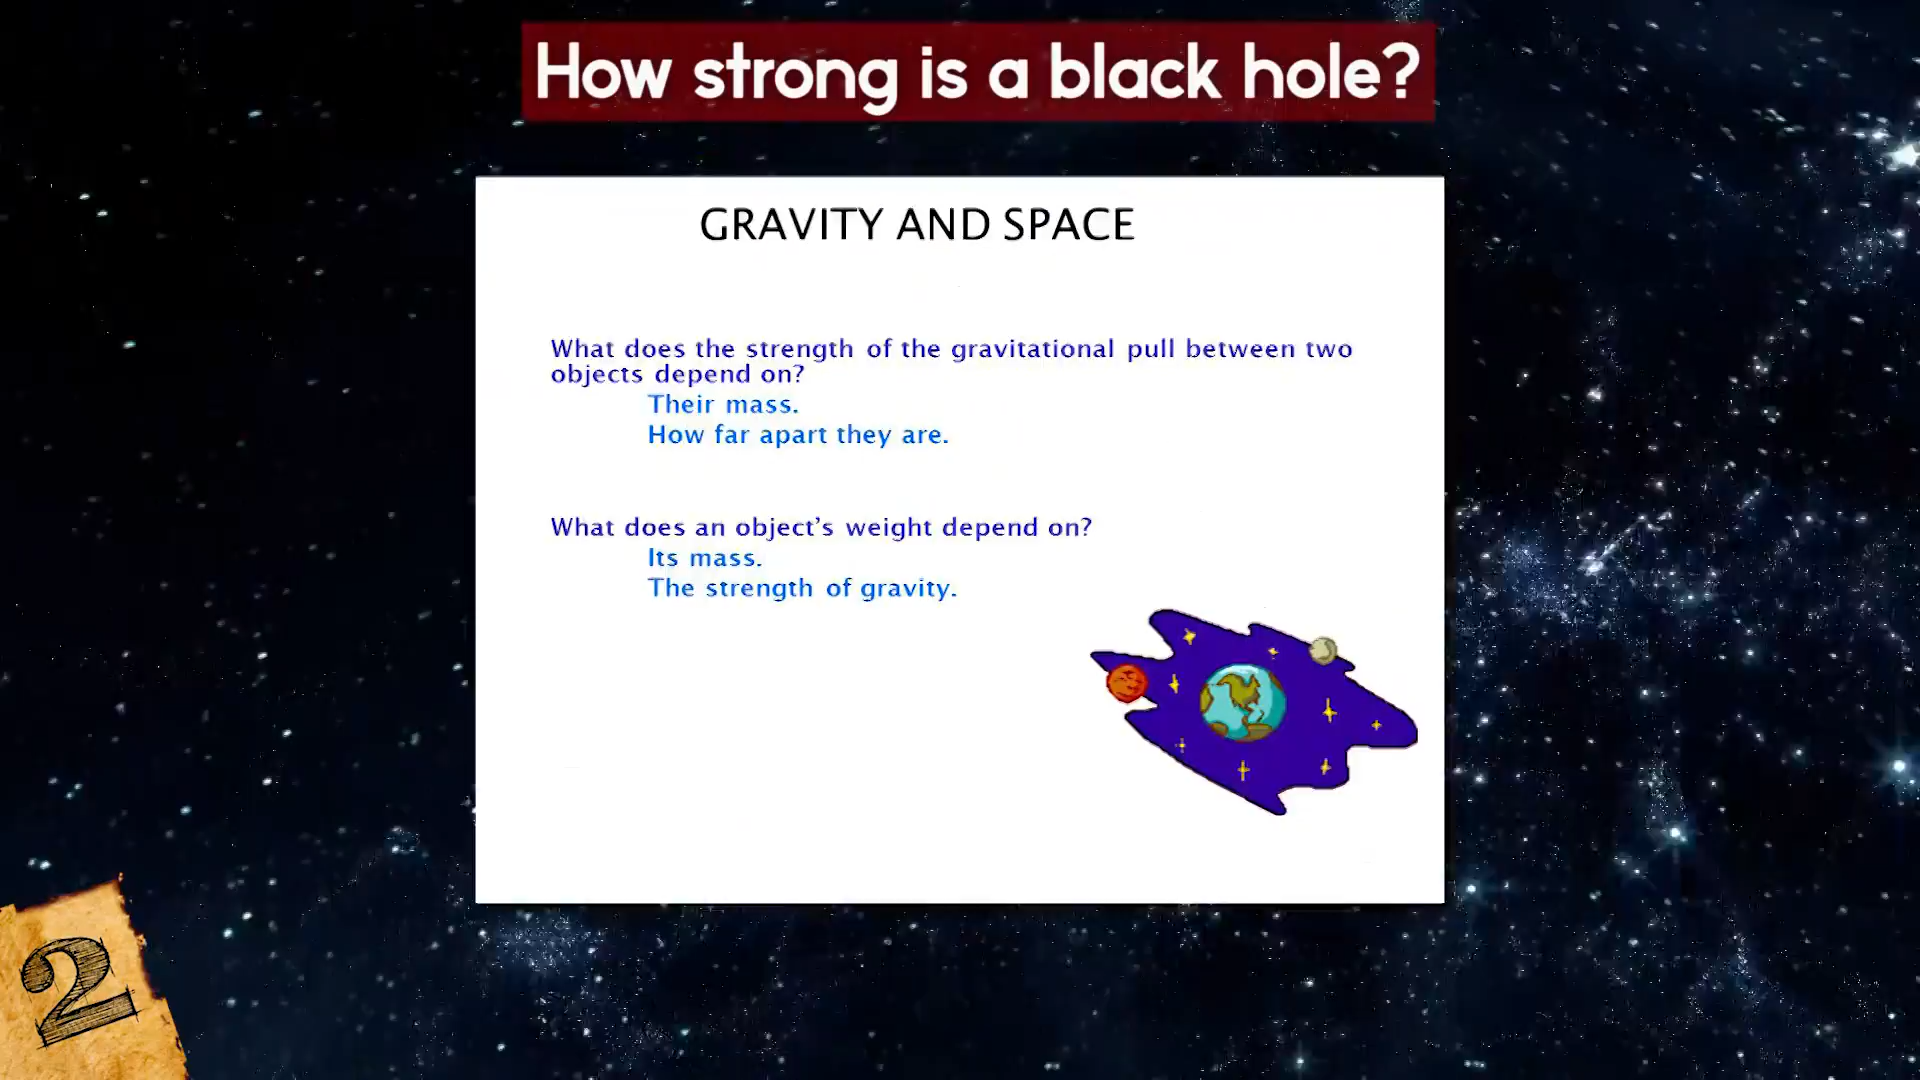 How strong is a black hole?
GRAVITY AND SPACE
What does the strength of the gravitational pull between two
objects depend on?
Their mass.
How far apart they are.
What does an object’s weight depend on?
Its mass.
The strength of gravity.
2